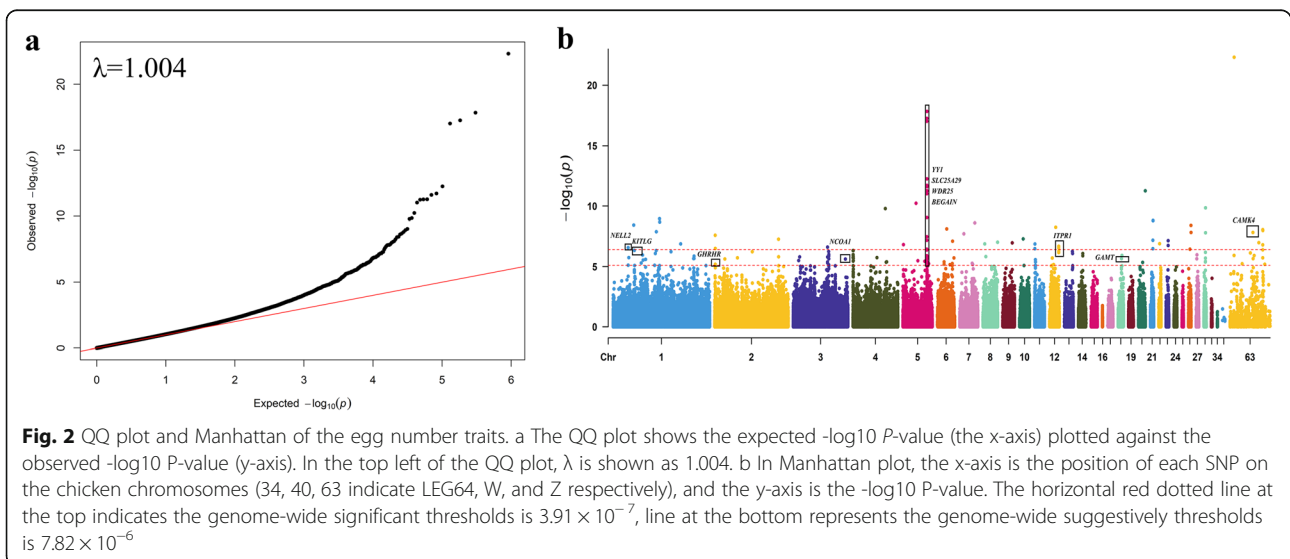 a
λ=1.004
Observed −log10(p)
20
15
10
5
0
0 1 2 3 4 5 6
Expected −log10(p)
b
−log10(p)
20
15
10
5
0
NELL2
KITLG
GHRHR
NCOA1
YY1
SLC25A29
WDR25
BEGAIN
ITPR1
GAMT
CAMK4
Chr 1 2 3 4 5 6 7 8 9 10 12 14 16 19 21 24 27 34 63
Fig. 2 QQ plot and Manhattan of the egg number traits. a The QQ plot shows the expected -log10 P-value (the x-axis) plotted against the
observed -log10 P-value (y-axis). In the top left of the QQ plot, λ is shown as 1.004. b In Manhattan plot, the x-axis is the position of each SNP on
the chicken chromosomes (34, 40, 63 indicate LEG64, W, and Z respectively), and the y-axis is the -log10 P-value. The horizontal red dotted line at
the top indicates the genome-wide significant thresholds is 3.91 × 10⁻⁷, line at the bottom represents the genome-wide suggestively thresholds
is 7.82 × 10⁻⁶